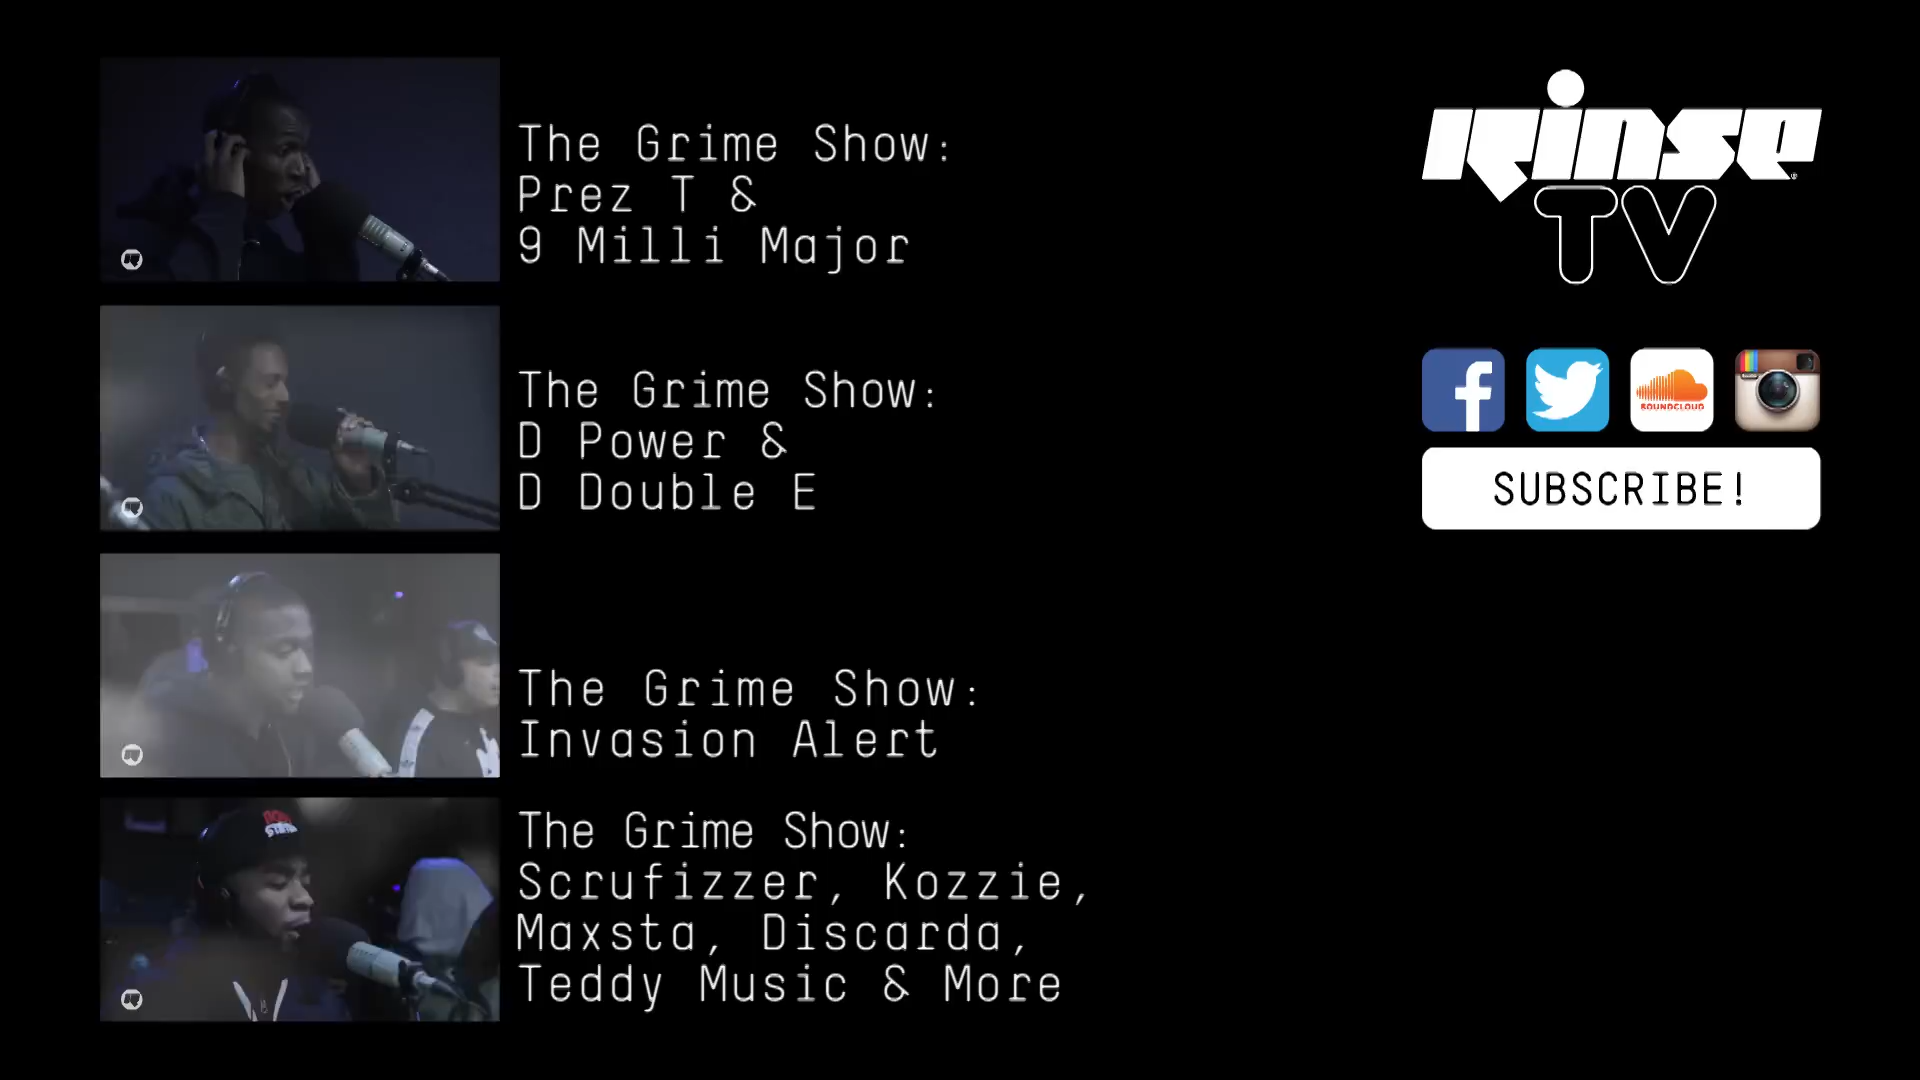 The Grime Show:
Prez T &
9 Milli Major
The Grime Show:
D Power &
D Double E
The Grime Show:
Invasion Alert
The Grime Show:
Scrufizzer, Kozzie,
Maxsta, Discarda,
Teddy Music & More
Rinse
TV
SOUNDCLOUD
SUBSCRIBE!